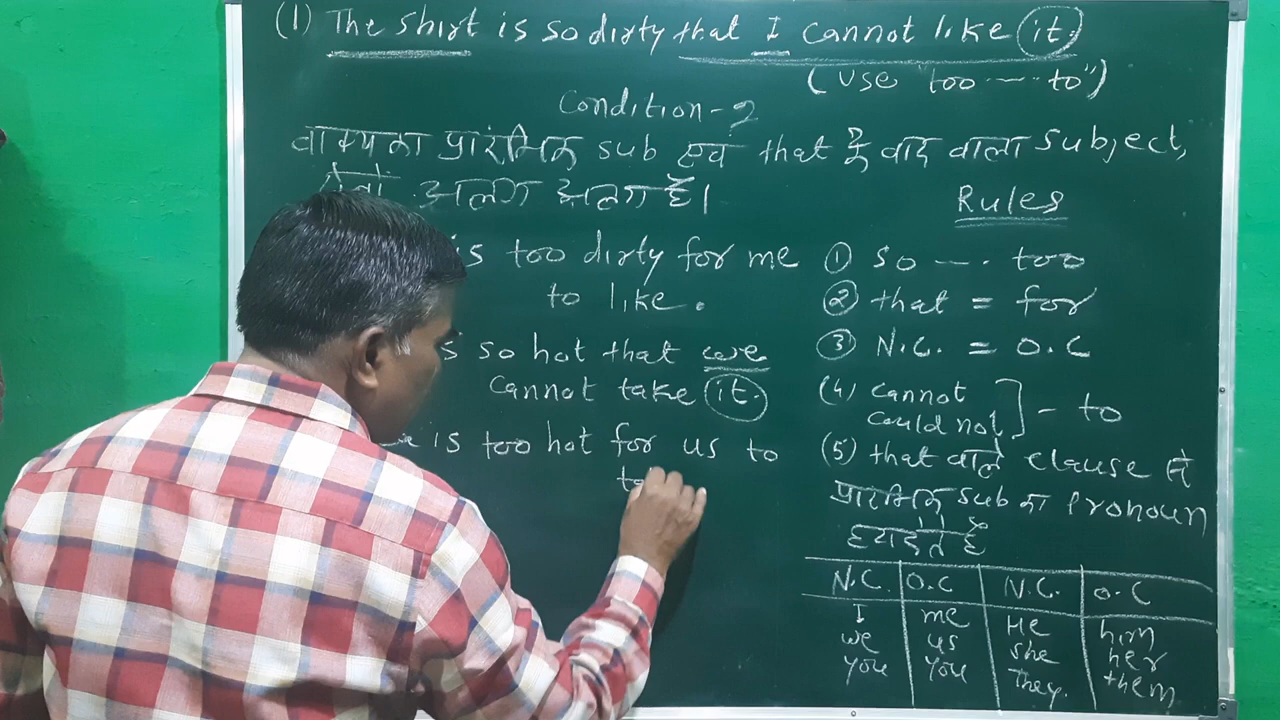 (1) The shirt is so dirty that I cannot like it.
(Use "too ---- to")
Condition-2
वाक्य का प्रारंभिक sub एवं that के बाद वाला subject,
दोनों अलग अलग हैं।
is too dirty for me
to like.
s so hot that we
cannot take it.
is too hot for us to
Rules
① so --- too
② that = for
③ N.C. = O.C
(4) cannot
could not ] - to
(5) that वाले clause से
प्रारंभिक sub का Pronoun
हटा देते हैं
N.C. O.C N.C. O.C
I me He him
we us she her
you you They. them